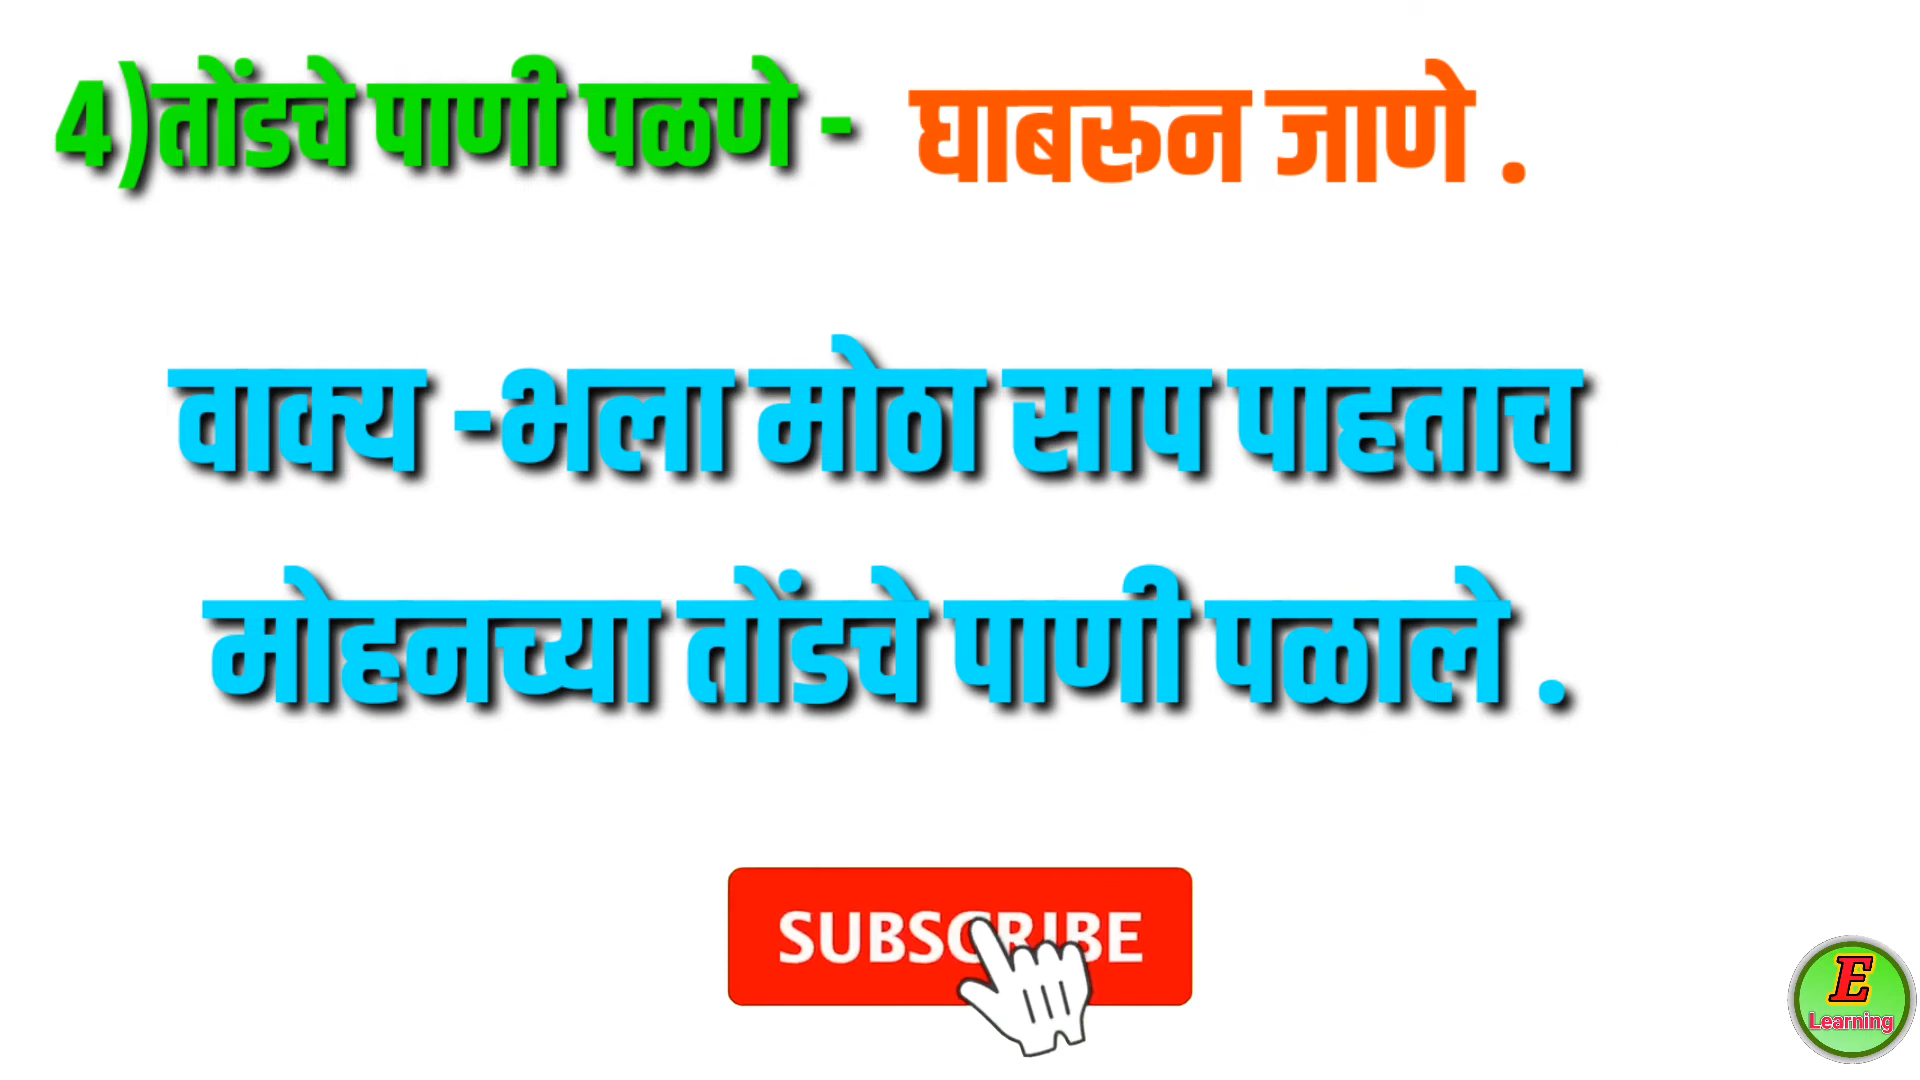 4)तोंडचे पाणी पळणे - घाबरून जाणे .
वाक्य -भला मोठा साप पाहताच
मोहनच्या तोंडचे पाणी पळाले .
SUBSCRIBE
E
Learning